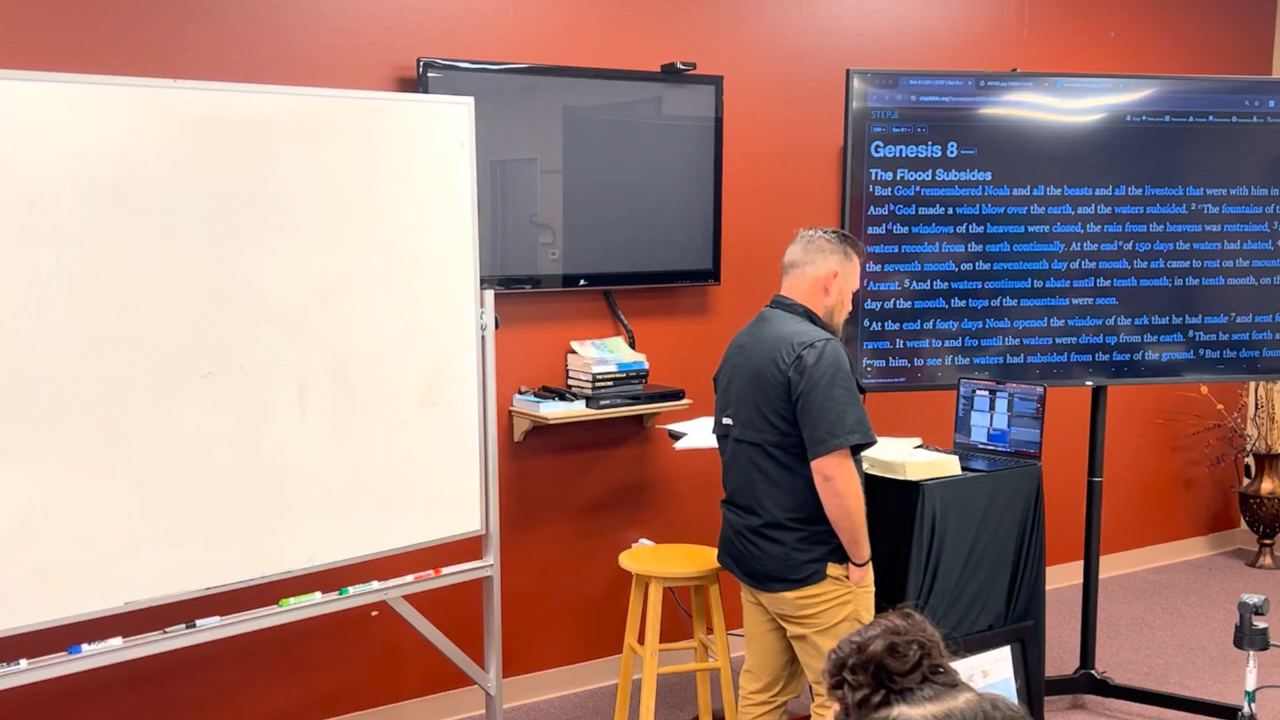 STEP
ESV
Gen 8:1
Genesis 8
The Flood Subsides
1 But God a remembered Noah and all the beasts and all the livestock that were with him in
And b God made a wind blow over the earth, and the waters subsided. 2 c The fountains of
and d the windows of the heavens were closed, the rain from the heavens was restrained, 3
waters receded from the earth continually. At the end e of 150 days the waters had abated,
the seventh month, on the seventeenth day of the month, the ark came to rest on the
f Ararat. 5 And the waters continued to abate until the tenth month; in the tenth month, on
day of the month, the tops of the mountains were seen.
6 At the end of forty days Noah opened the window of the ark that he had made 7 and sent
raven. It went to and fro until the waters were dried up from the earth. 8 Then he sent forth
from him, to see if the waters had subsided from the face of the ground. 9 But the dove
DEMONS